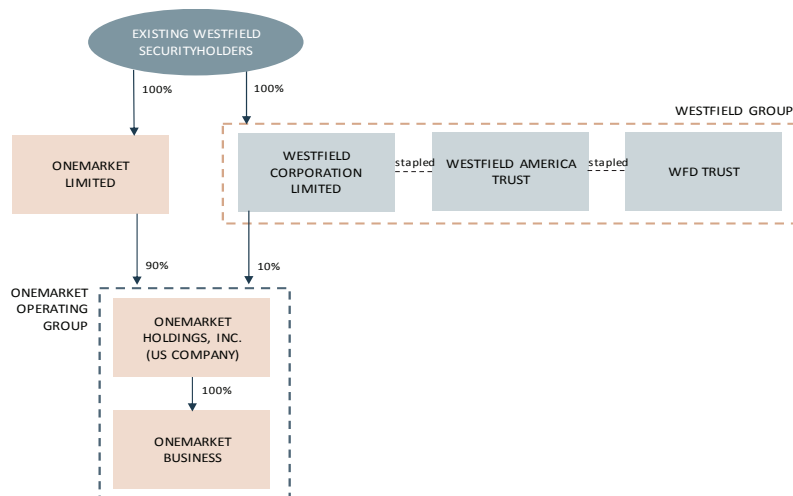 EXISTING WESTFIELD
SECURITYHOLDERS
100%
100%
WESTFIELD GROUP
ONEMARKET
LIMITED
WESTFIELD
CORPORATION
LIMITED
stapled
WESTFIELD AMERICA
TRUST
stapled
WFD TRUST
90%
10%
ONEMARKET
OPERATING
GROUP
ONEMARKET
HOLDINGS, INC.
(US COMPANY)
100%
ONEMARKET
BUSINESS